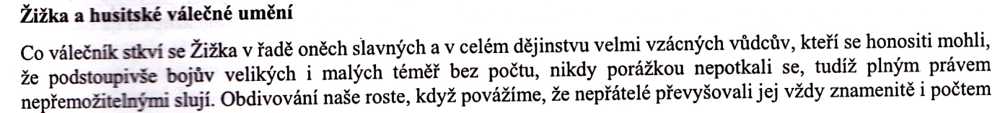 Žižka a husitské válečné umění
Co válečník stkví se Žižka v řadě oněch slavných a v celém dějinstvu velmi vzácných vůdcův, kteří se honositi mohli,
že podstoupivše bojův velikých i malých téměř bez počtu, nikdy porážkou nepotkali se, tudíž plným právem
nepřemožitelnými slují. Obdivování naše roste, když povážíme, že nepřátelé převyšovali jej vždy znamenitě i počtem